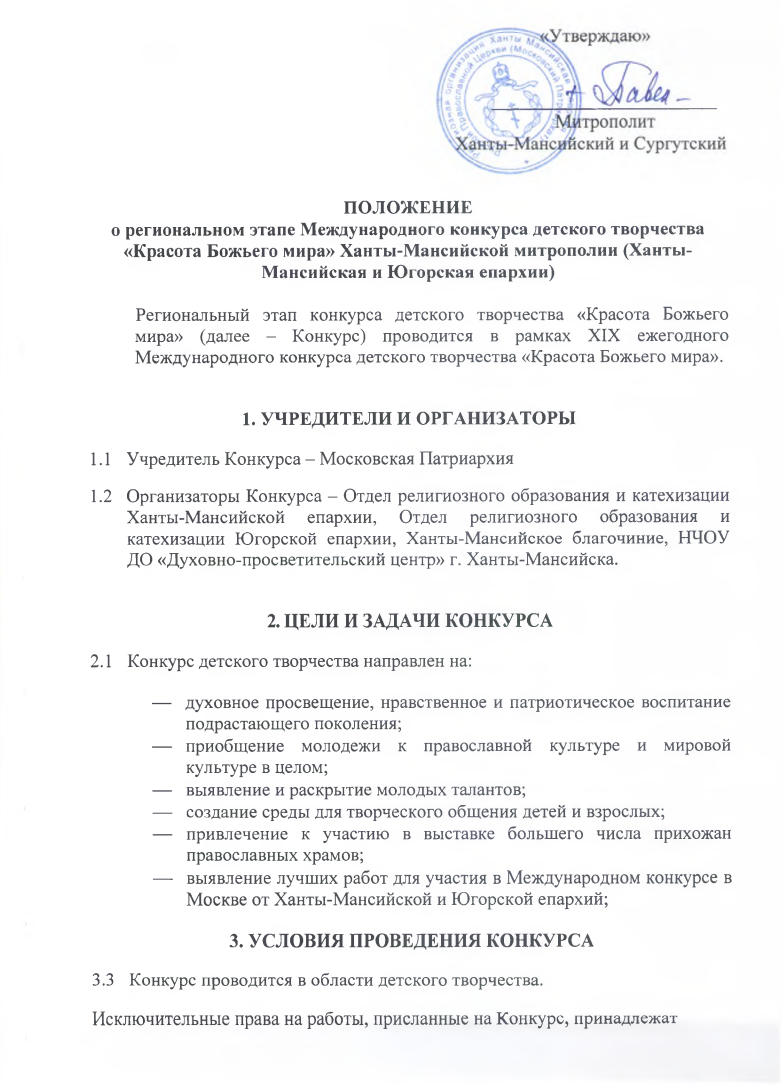 «Утверждаю»
+ Павел
Митрополит
Ханты-Мансийский и Сургутский
ПОЛОЖЕНИЕ
о региональном этапе Международного конкурса детского творчества
«Красота Божьего мира» Ханты-Мансийской митрополии (Ханты-
Мансийская и Югорская епархии)
Региональный этап конкурса детского творчества «Красота Божьего
мира» (далее – Конкурс) проводится в рамках XIX ежегодного
Международного конкурса детского творчества «Красота Божьего мира».
1. УЧРЕДИТЕЛИ И ОРГАНИЗАТОРЫ
1.1 Учредитель Конкурса – Московская Патриархия
1.2 Организаторы Конкурса – Отдел религиозного образования и катехизации
Ханты-Мансийской епархии, Отдел религиозного образования и
катехизации Югорской епархии, Ханты-Мансийское благочиние, НЧОУ
ДО «Духовно-просветительский центр» г. Ханты-Мансийска.
2. ЦЕЛИ И ЗАДАЧИ КОНКУРСА
2.1 Конкурс детского творчества направлен на:
— духовное просвещение, нравственное и патриотическое воспитание
подрастающего поколения;
— приобщение молодежи к православной культуре и мировой
культуре в целом;
— выявление и раскрытие молодых талантов;
— создание среды для творческого общения детей и взрослых;
— привлечение к участию в выставке большего числа прихожан
православных храмов;
— выявление лучших работ для участия в Международном конкурсе в
Москве от Ханты-Мансийской и Югорской епархий;
3. УСЛОВИЯ ПРОВЕДЕНИЯ КОНКУРСА
3.3 Конкурс проводится в области детского творчества.
Исключительные права на работы, присланные на Конкурс, принадлежат